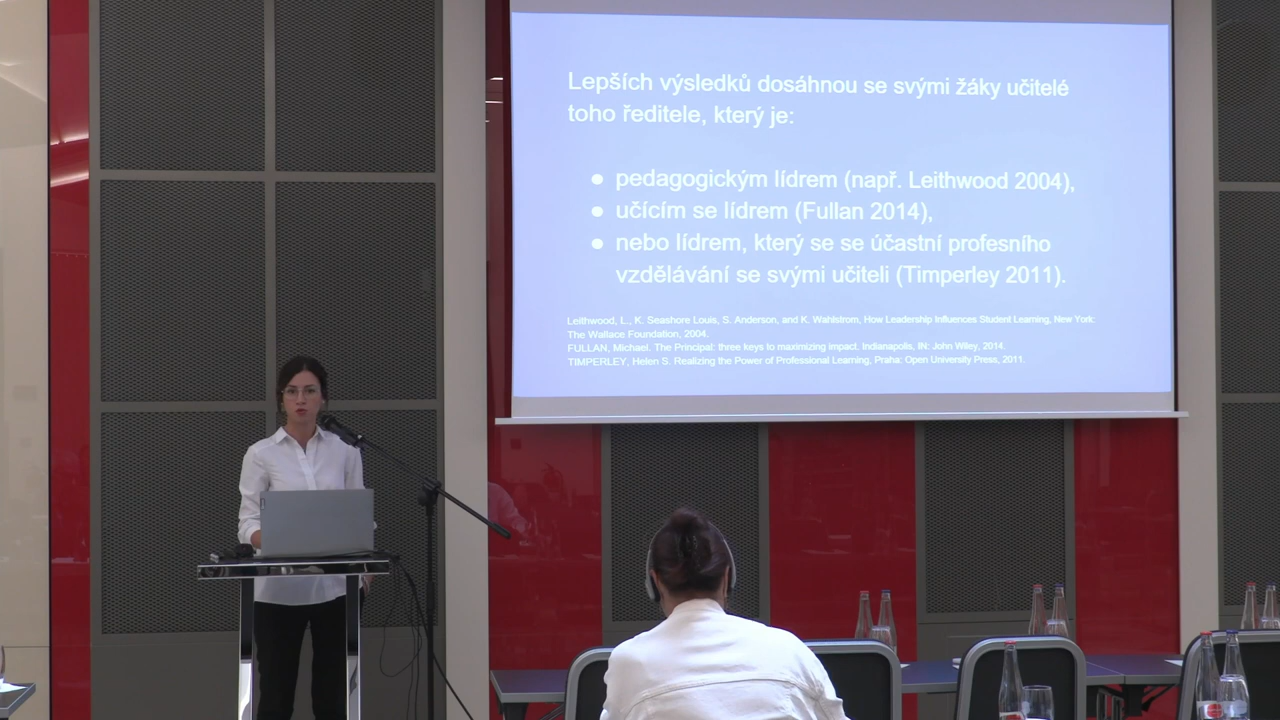 Lepších výsledků dosáhnou se svými žáky učitelé
toho ředitele, který je:
● pedagogickým lídrem (např. Leithwood 2004),
● učícím se lídrem (Fullan 2014),
● nebo lídrem, který se se účastní profesního
vzdělávání se svými učiteli (Timperley 2011).
Leithwood, L., K. Seashore Louis, S. Anderson, and K. Wahlstrom, How Leadership Influences Student Learning, New York:
The Wallace Foundation, 2004.
FULLAN, Michael. The Principal: three keys to maximizing impact. Indianapolis, IN: John Wiley, 2014.
TIMPERLEY, Helen S. Realizing the Power of Professional Learning, Praha: Open University Press, 2011.